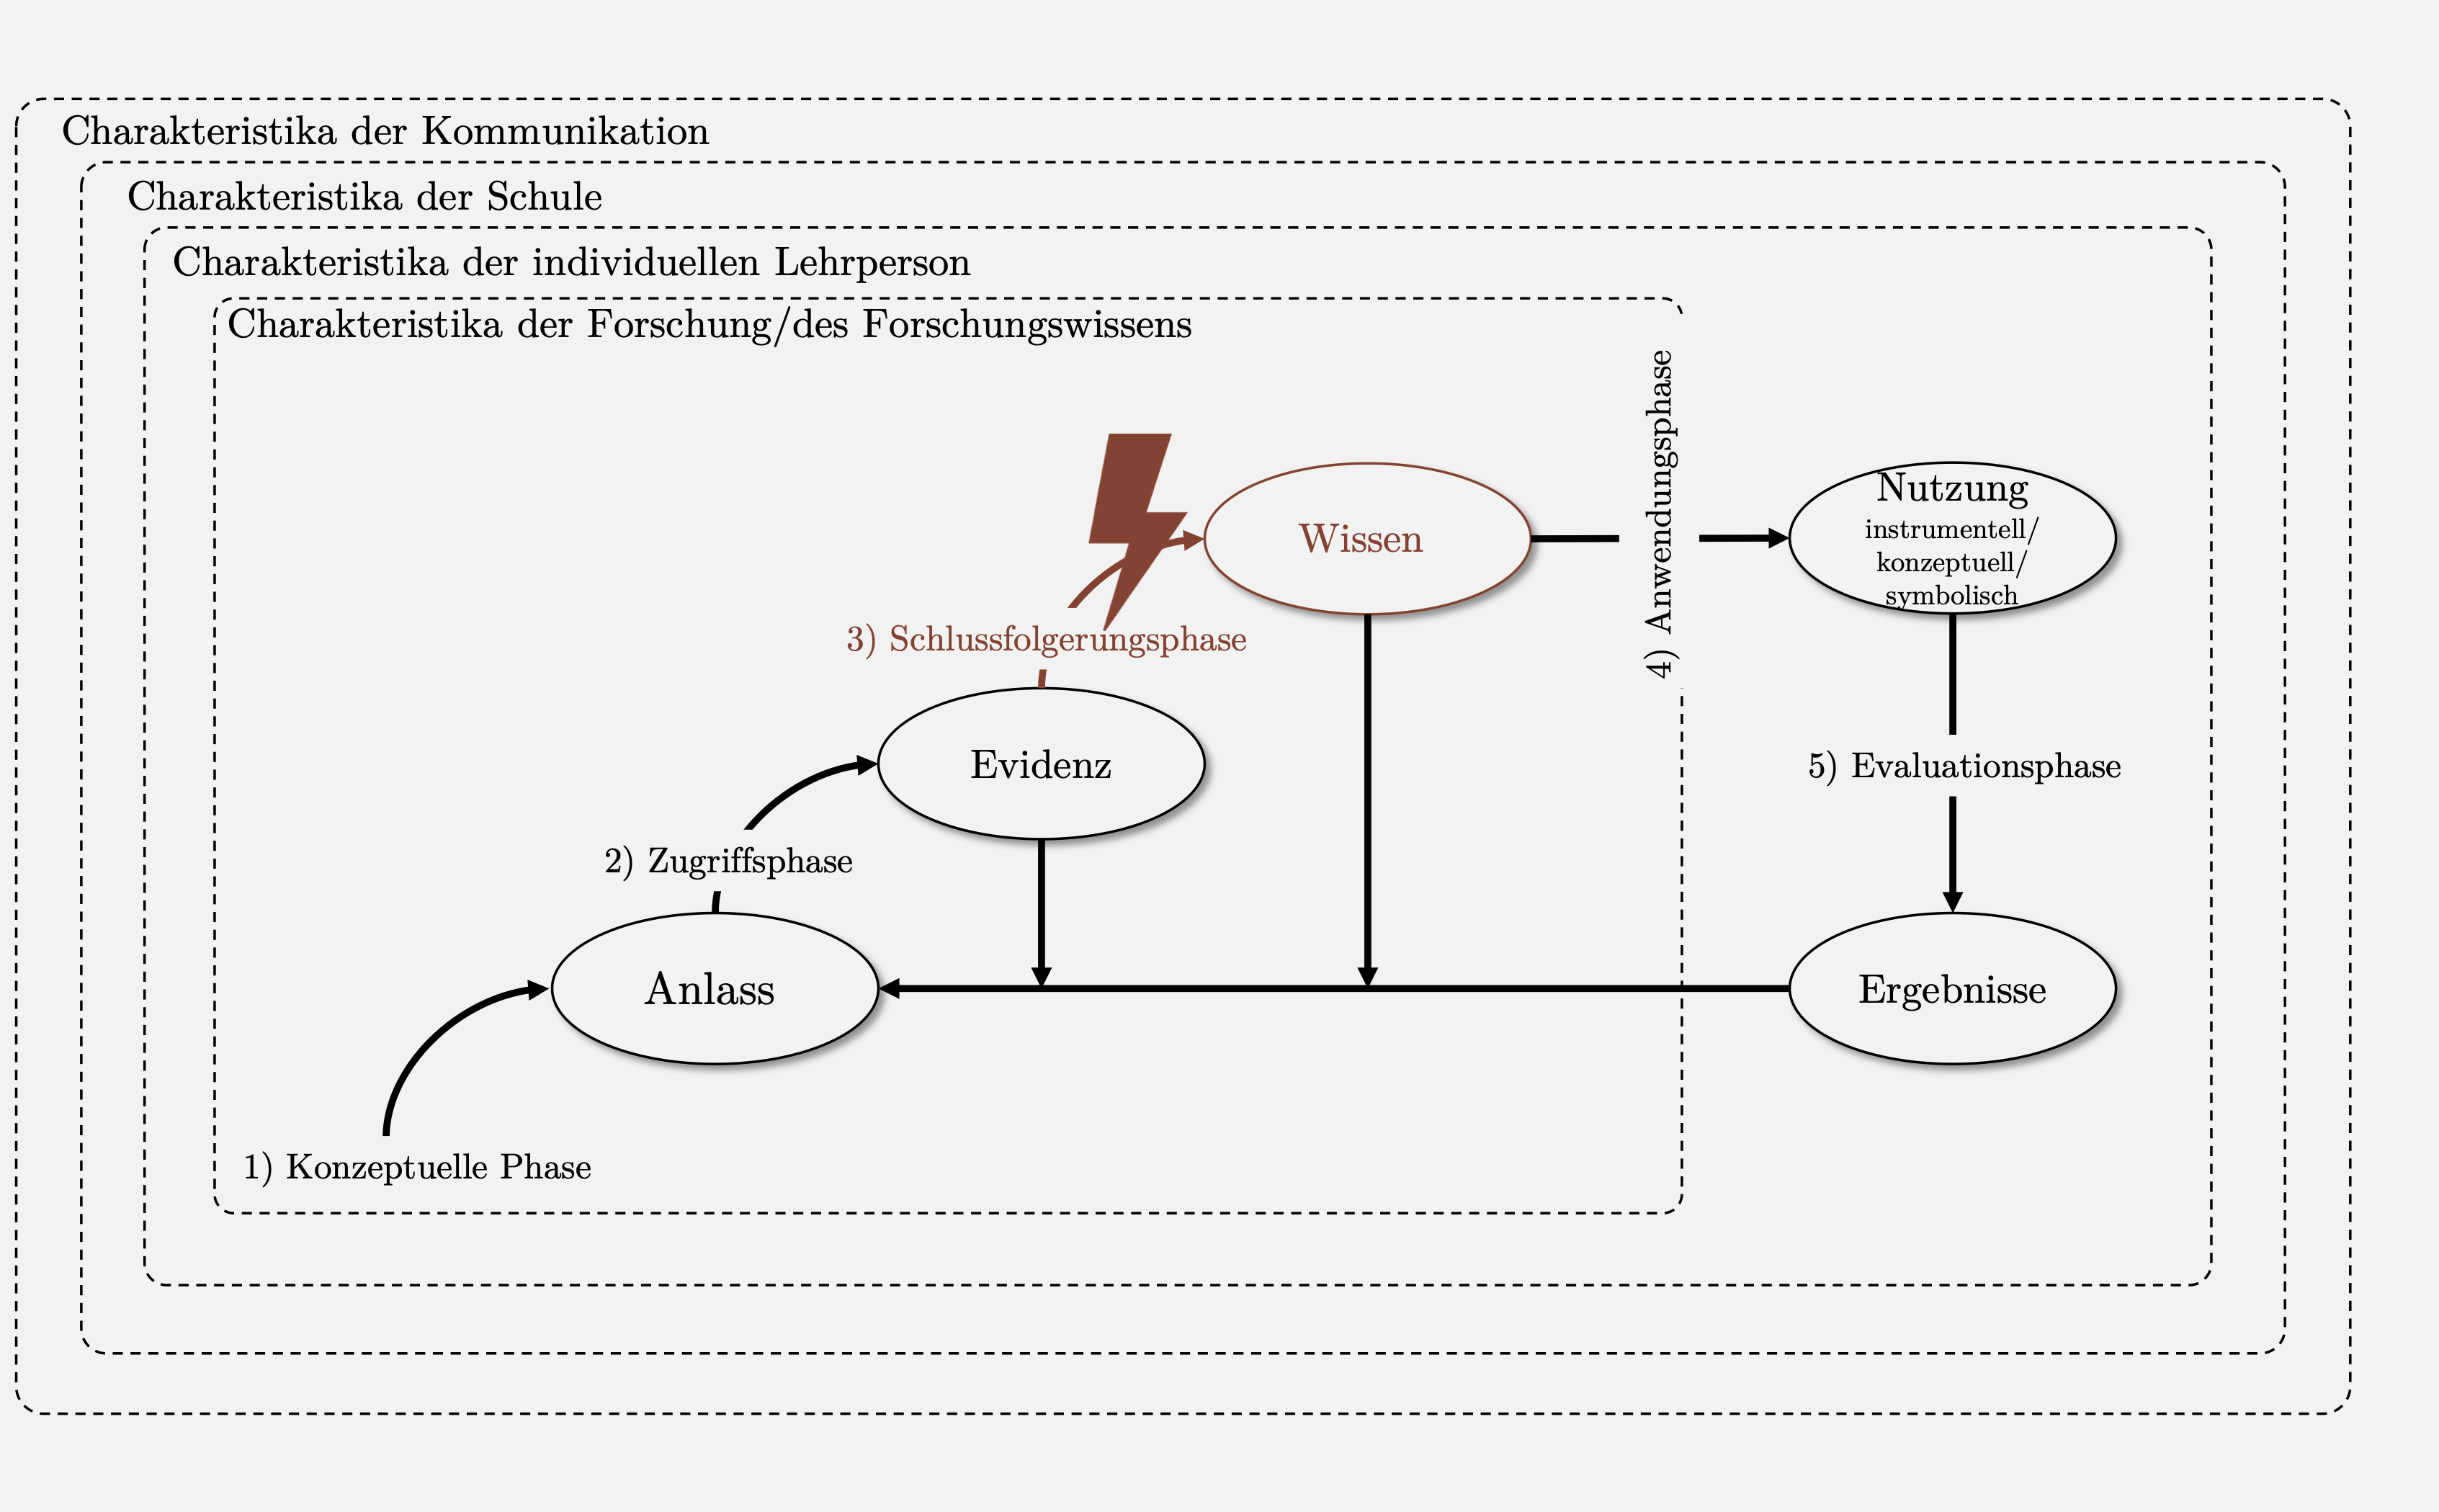 Charakteristika der Kommunikation
Charakteristika der Schule
Charakteristika der individuellen Lehrperson
Charakteristika der Forschung/des Forschungswissens
4) Anwendungsphase
Nutzung
instrumentell/
konzeptuell/
symbolisch
Wissen
3) Schlussfolgerungsphase
Evidenz
5) Evaluationsphase
2) Zugriffsphase
Anlass
Ergebnisse
1) Konzeptuelle Phase